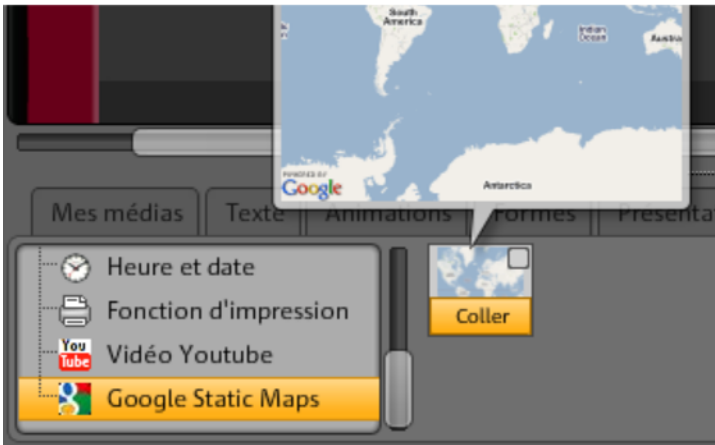 South
America
Indian
Ocean
Austra
POWERED BY
Google
Antarctica
Mes médias
Texte
Animations
Formes
Présenta
Heure et date
Fonction d'impression
Coller
You
Tube
Vidéo Youtube
Google Static Maps